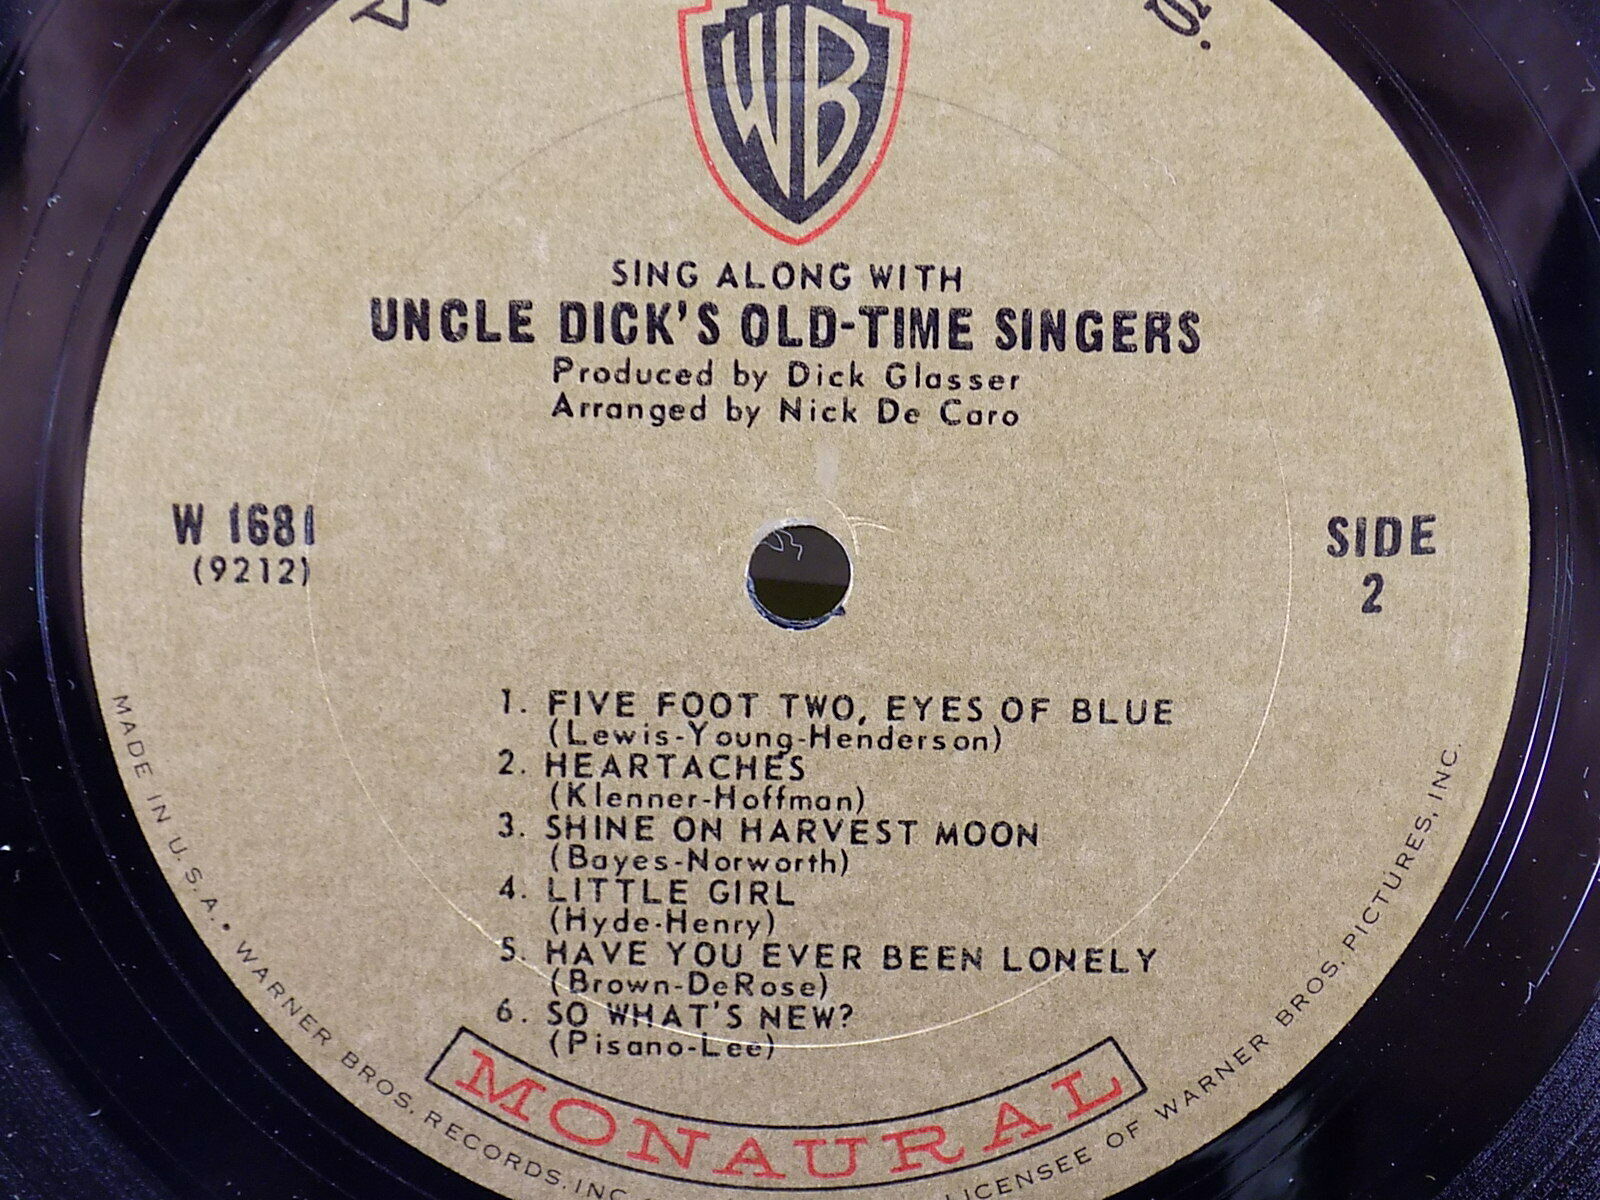 WB
SING ALONG WITH
UNCLE DICK'S OLD-TIME SINGERS
Produced by Dick Glasser
Arranged by Nick De Caro
W 1681
(9212)
SIDE
2
1. FIVE FOOT TWO, EYES OF BLUE
(Lewis-Young-Henderson)
2. HEARTACHES
(Klenner-Hoffman)
3. SHINE ON HARVEST MOON
(Bayes-Norworth)
4. LITTLE GIRL
(Hyde-Henry)
5. HAVE YOU EVER BEEN LONELY
(Brown-DeRose)
6. SO WHAT'S NEW?
(Pisano-Lee)
MONAURAL
MADE IN U.S.A. • WARNER BROS. RECORDS, INC
LICENSEE OF WARNER BROS. PICTURES, INC.